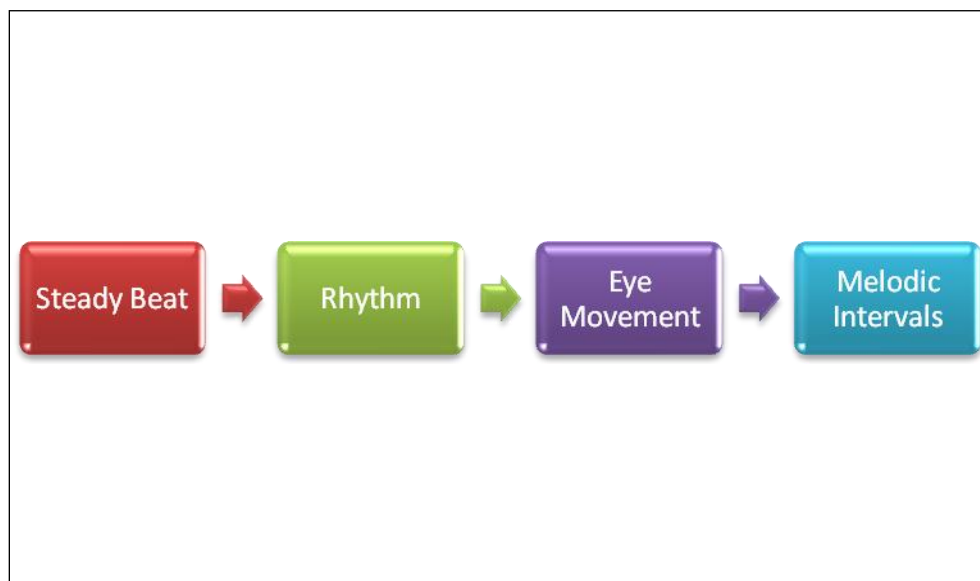 Steady Beat
Rhythm
Eye
Movement
Melodic
Intervals